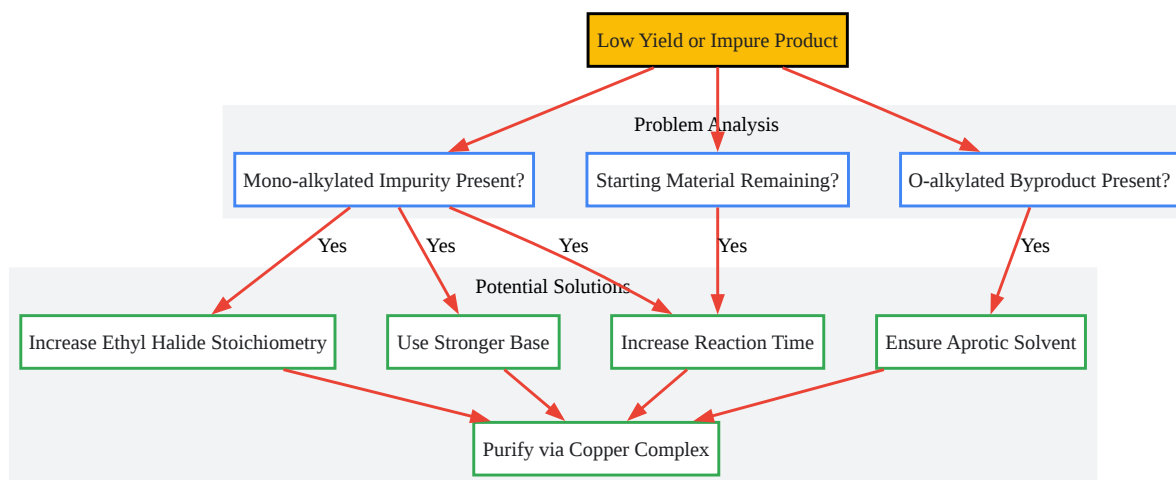 Low Yield or Impure Product
Problem Analysis
Mono-alkylated Impurity Present?
Starting Material Remaining?
O-alkylated Byproduct Present?
Yes
Yes
Yes
Yes
Yes
Potential Solutions
Increase Ethyl Halide Stoichiometry
Use Stronger Base
Increase Reaction Time
Ensure Aprotic Solvent
Purify via Copper Complex